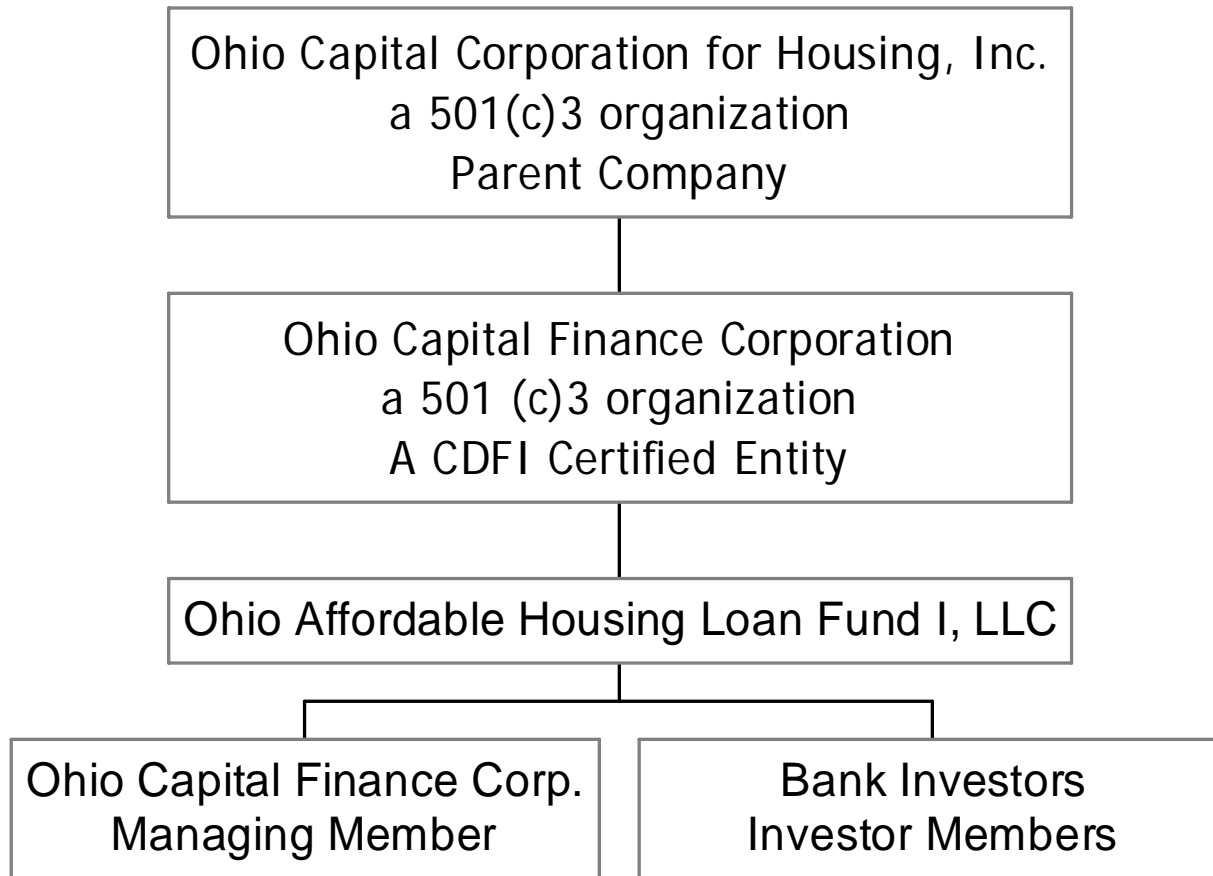 Ohio Capital Corporation for Housing, Inc.
a 501(c)3 organization
Parent Company
Ohio Capital Finance Corporation
a 501 (c)3 organization
A CDFI Certified Entity
Ohio Affordable Housing Loan Fund I, LLC
Ohio Capital Finance Corp.
Managing Member
Bank Investors
Investor Members